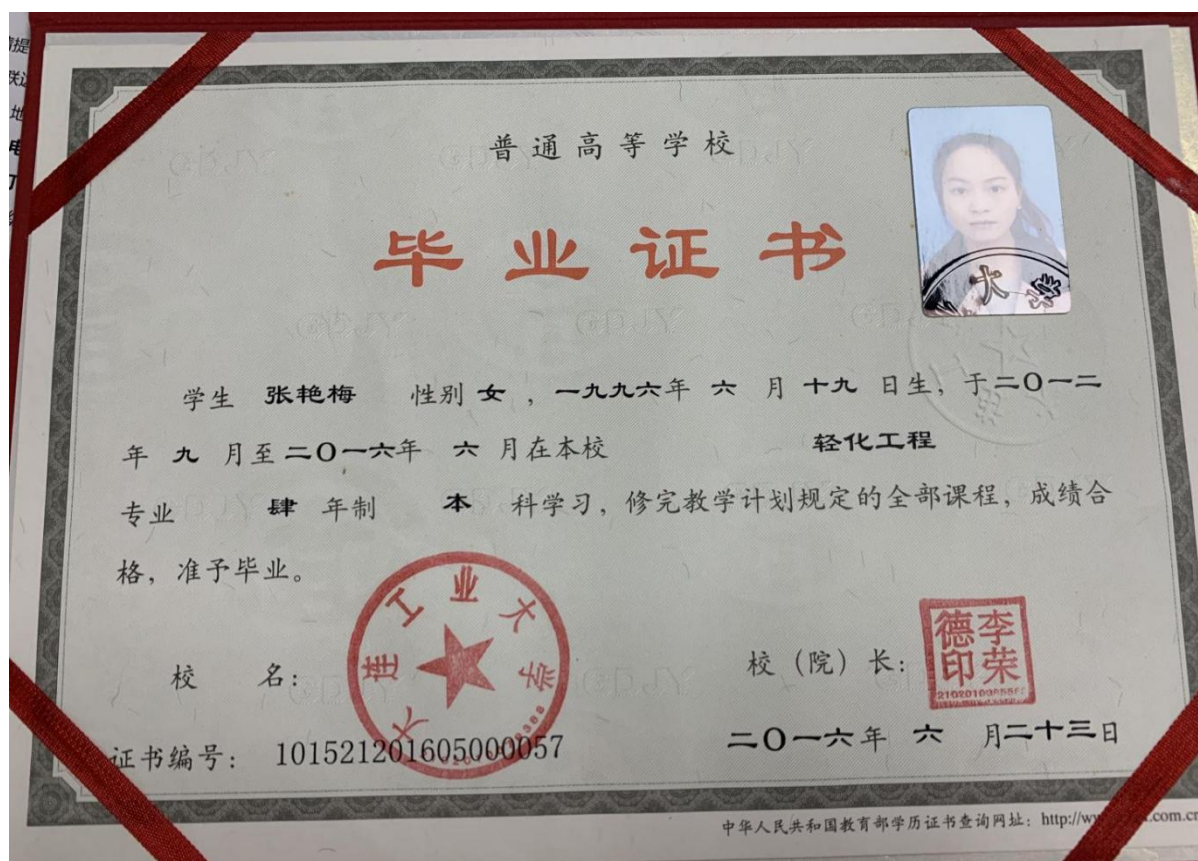 普通高等学校
毕业证书
学生 张艳梅 性别 女 ，一九九六年 六 月 十九 日生，于二〇一二
年 九 月至二〇一六年 六 月在本校 轻化工程
专业 肆 年制 本 科学习，修完教学计划规定的全部课程，成绩合
格，准予毕业。
大连工业大学
校 名：
校（院）长：
李荣德印
证书编号： 101521201605000057
二〇一六年 六 月二十三日
中华人民共和国教育部学历证书查询网址：http://
大学